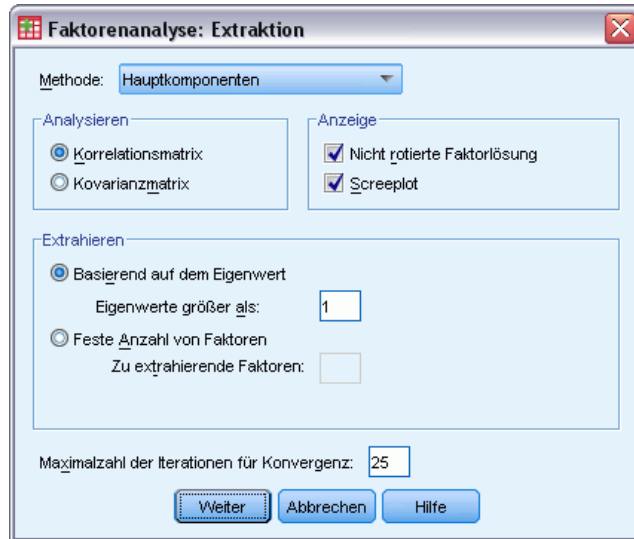 Faktorenanalyse: Extraktion
Methode: Hauptkomponenten
Analysieren
Korrelationsmatrix
Kovarianzmatrix
Anzeige
Nicht rotierte Faktorlösung
Screeplot
Extrahieren
Basierend auf dem Eigenwert
Eigenwerte größer als: 1
Feste Anzahl von Faktoren
Zu extrahierende Faktoren:
Maximalzahl der Iterationen für Konvergenz: 25
Weiter Abbrechen Hilfe